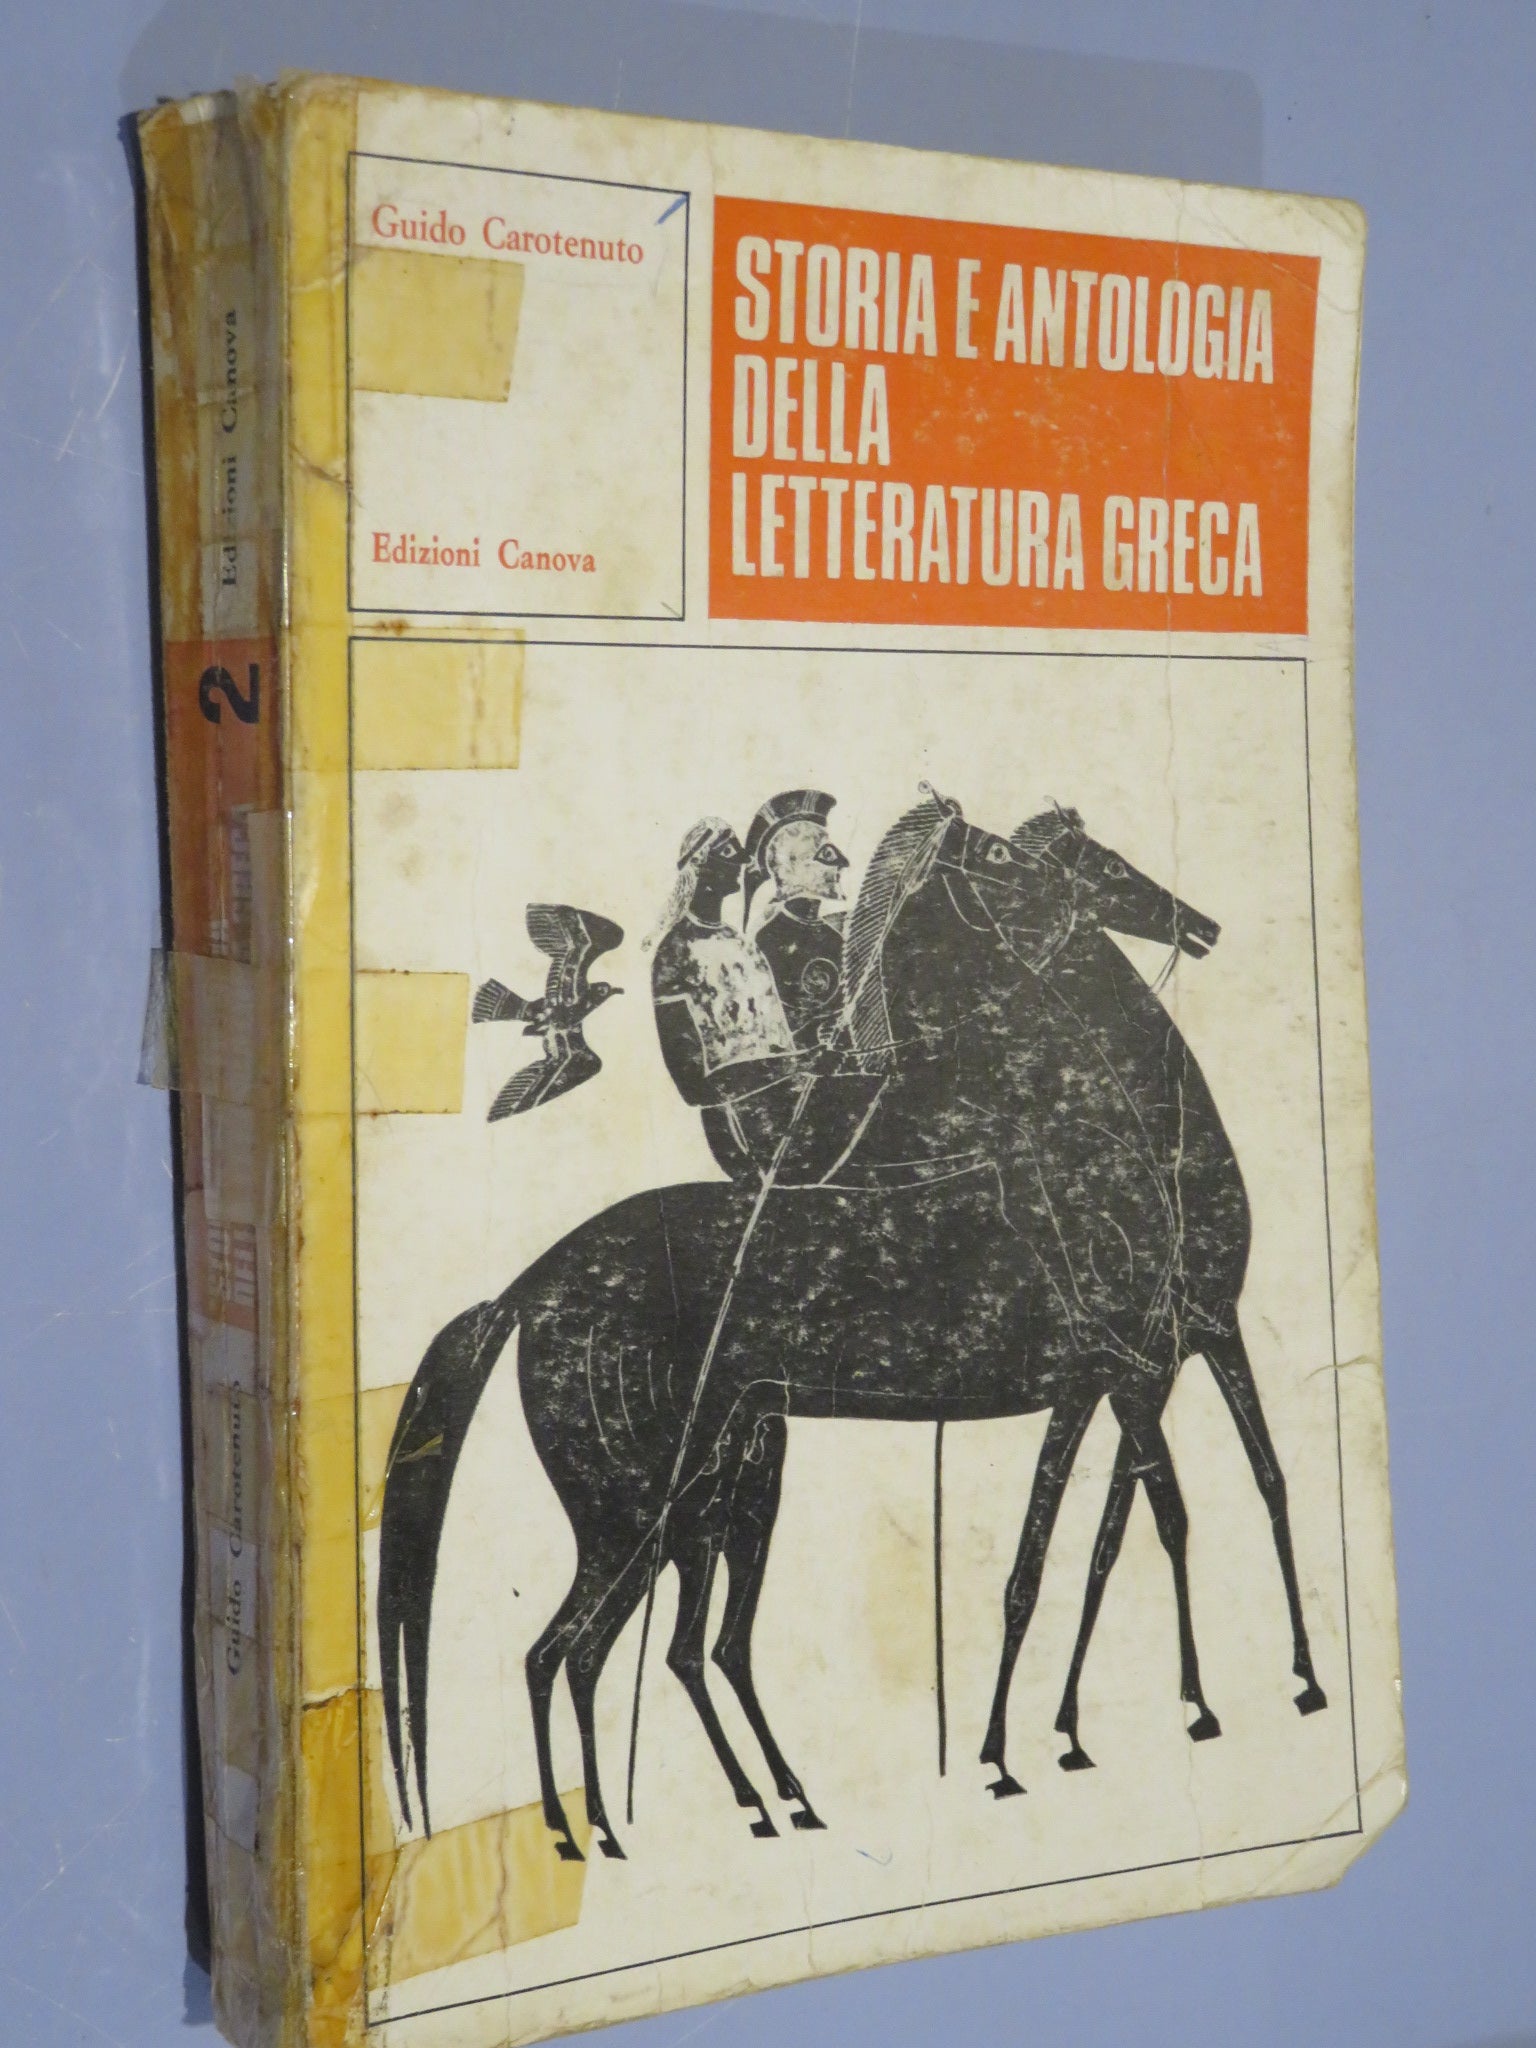 Guido Carotenuto
Edizioni Canova
STORIA E ANTOLOGIA
DELLA
LETTERATURA GRECA
Edizioni Canova
2
Guido Carotenuto